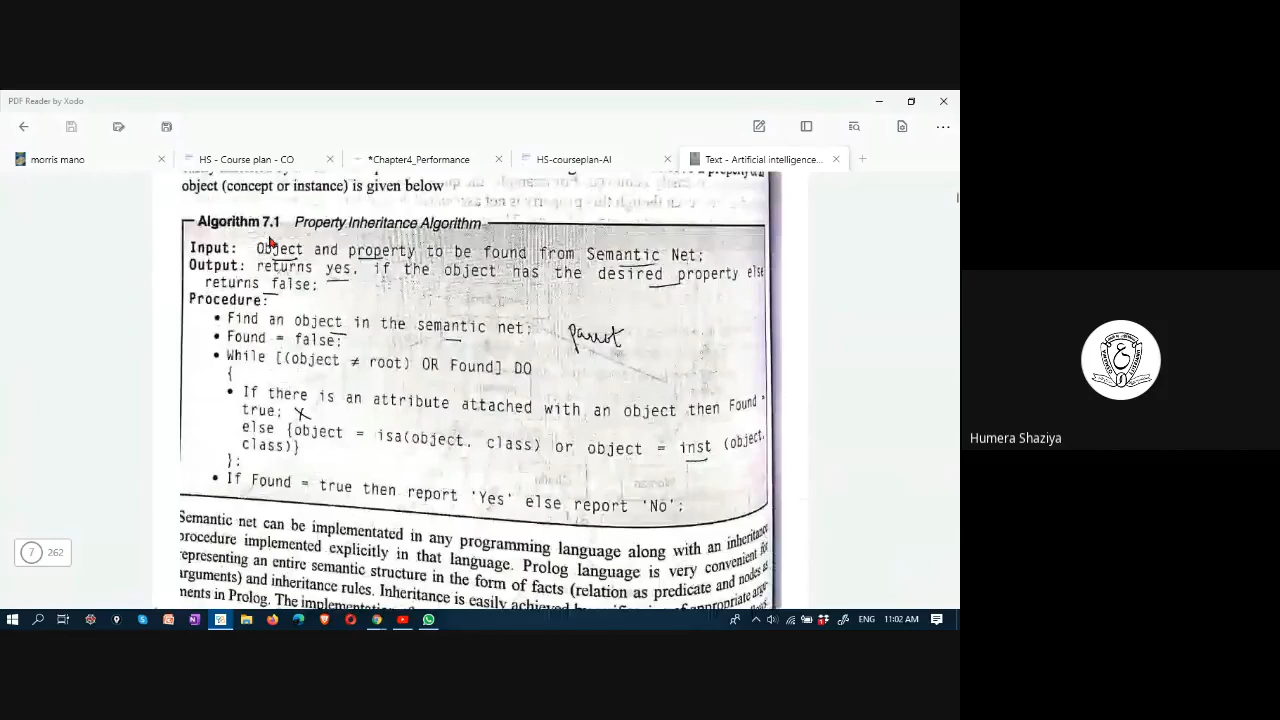 PDF Reader by Xodo
morris mano
HS - Course plan - CO
*Chapter4_Performance
HS-courseplan-AI
Text - Artificial intelligence...
object (concept or instance) is given below
Algorithm 7.1 Property Inheritance Algorithm
Input: Object and property to be found from Semantic Net;
Output: returns yes, if the object has the desired property else
returns false;
Procedure:
• Find an object in the semantic net;
• Found = false;
parrot
• While [(object ≠ root) OR Found] DO
{
• If there is an attribute attached with an object then Found =
true; X
else {object = isa(object, class) or object = inst (object,
class)}
};
• If Found = true then report 'Yes' else report 'No';
Semantic net can be implementated in any programming language along with an inheritance
procedure implemented explicitly in that language. Prolog language is very convenient for
representing an entire semantic structure in the form of facts (relation as predicate and nodes as
arguments) and inheritance rules. Inheritance is easily achieved by of appropriate argu-
ments in Prolog. The
7 262
Humera Shaziya
ENG 11:02 AM